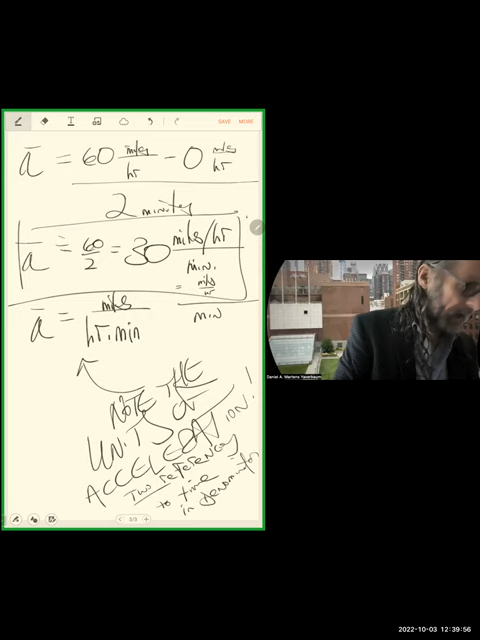 SAVE MORE
ā = 60 miles/hr − 0 miles/hr
2 minutes
ā = 60/2 = 30 miles/hr
min.
= miles/hr
min
ā = miles
hr·min
NOTE THE
UNITS OF
ACCELERATION!
TWO references
to time
in Denominator
3/3
Daniel A. Martens Yaverbaum
2022-10-03 12:39:56